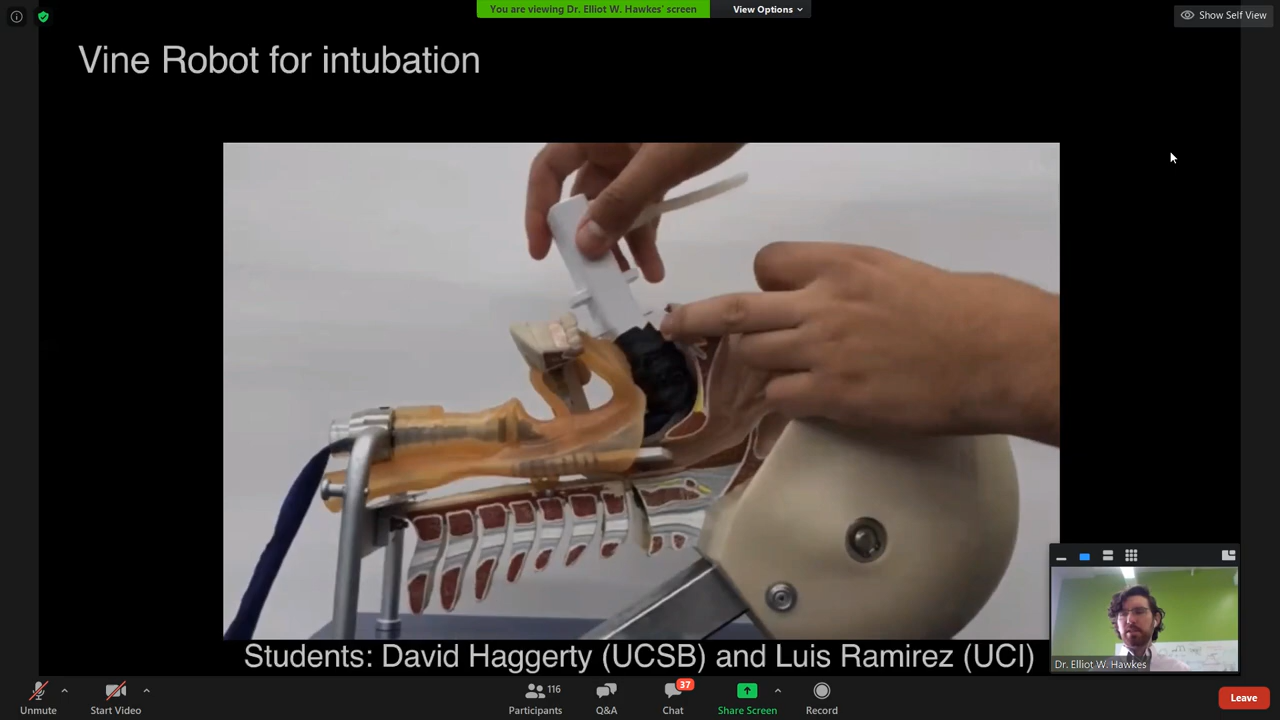 You are viewing Dr. Elliot W. Hawkes' screen
View Options
Show Self View
Vine Robot for intubation
Students: David Haggerty (UCSB) and Luis Ramirez (UCI)
Dr. Elliot W. Hawkes
Unmute
Start Video
Participants
116
Q&A
Chat
37
Share Screen
Record
Leave